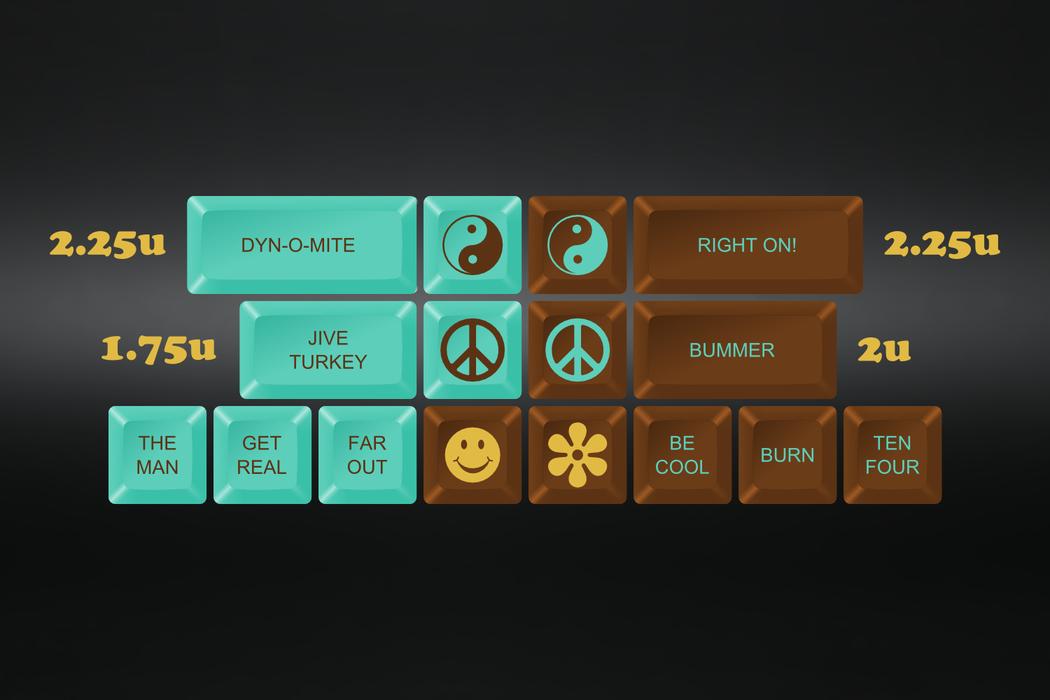 2.25u
DYN-O-MITE
RIGHT ON!
2.25u
1.75u
JIVE
TURKEY
BUMMER
2u
THE
MAN
GET
REAL
FAR
OUT
BE
COOL
BURN
TEN
FOUR